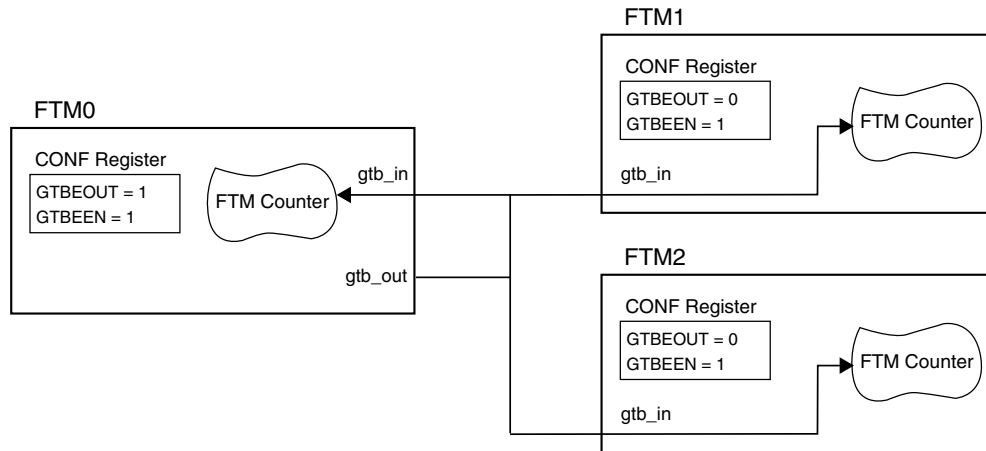 FTM0
CONF Register
GTBEOUT = 1
GTBEEN = 1
FTM Counter
gtb_in
gtb_out
FTM1
CONF Register
GTBEOUT = 0
GTBEEN = 1
FTM Counter
gtb_in
FTM2
CONF Register
GTBEOUT = 0
GTBEEN = 1
FTM Counter
gtb_in